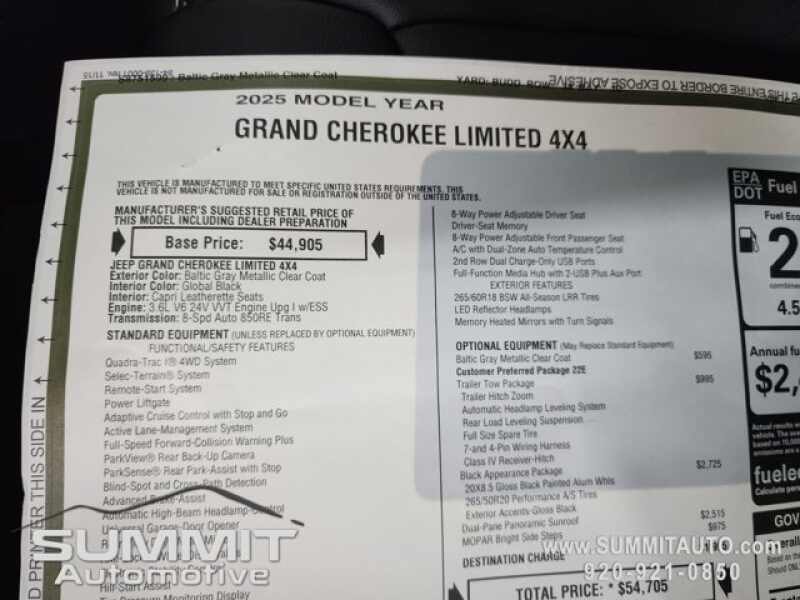 S8751899 - Baltic Gray Metallic Clear Coat
2025 MODEL YEAR
GRAND CHEROKEE LIMITED 4X4
THIS VEHICLE IS MANUFACTURED TO MEET SPECIFIC UNITED STATES REQUIREMENTS. THIS
VEHICLE IS NOT MANUFACTURED FOR SALE OR REGISTRATION OUTSIDE OF THE UNITED STATES.
MANUFACTURER'S SUGGESTED RETAIL PRICE OF
THIS MODEL INCLUDING DEALER PREPARATION
Base Price: $44,905
JEEP GRAND CHEROKEE LIMITED 4X4
Exterior Color: Baltic Gray Metallic Clear Coat
Interior Color: Global Black
Interior: Capri Leatherette Seats
Engine: 3.6L V6 24V VVT Engine Upg I w/ESS
Transmission: 8-Spd Auto 850RE Trans
STANDARD EQUIPMENT (UNLESS REPLACED BY OPTIONAL EQUIPMENT)
FUNCTIONAL/SAFETY FEATURES
Quadra-Trac I® 4WD System
Selec-Terrain® System
Remote-Start System
Power Liftgate
Adaptive Cruise Control with Stop and Go
Active Lane-Management System
Full-Speed Forward-Collision Warning Plus
ParkView® Rear Back-Up Camera
ParkSense® Rear Park-Assist with Stop
Blind-Spot and Cross-Path Detection
Advanced Brake-Assist
Automatic High-Beam Headlamp-Control
Universal Garage-Door Opener
Hill-Start Assist
Tire Pressure Monitoring Display
8-Way Power Adjustable Driver Seat
Driver-Seat Memory
8-Way Power Adjustable Front Passenger Seat
A/C with Dual-Zone Auto Temperature Control
2nd Row Dual Charge-Only USB Ports
Full-Function Media Hub with 2-USB Plus Aux Port
EXTERIOR FEATURES
265/60R18 BSW All-Season LRR Tires
LED Reflector Headlamps
Memory Heated Mirrors with Turn Signals
OPTIONAL EQUIPMENT (May Replace Standard Equipment)
Baltic Gray Metallic Clear Coat $595
Customer Preferred Package 22E
Trailer Tow Package $995
Trailer Hitch Zoom
Automatic Headlamp Leveling System
Rear Load Leveling Suspension
Full Size Spare Tire
7-and 4-Pin Wiring Harness
Class IV Receiver-Hitch
Black Appearance Package $2,725
20X8.5 Gloss Black Painted Alum Whls
265/50R20 Performance A/S Tires
Exterior Accents-Gloss Black
Dual-Pane Panoramic Sunroof $2,515
MOPAR Bright Side Steps $975
DESTINATION CHARGE
TOTAL PRICE: * $54,705
EPA
DOT
Fuel
Fuel Eco
2
combined
4.5
Annual fu
$2,
fuelec
Calculate
GOV
SUMMIT
Automotive
WWW.SUMMITAUTO.COM
920-921-0850